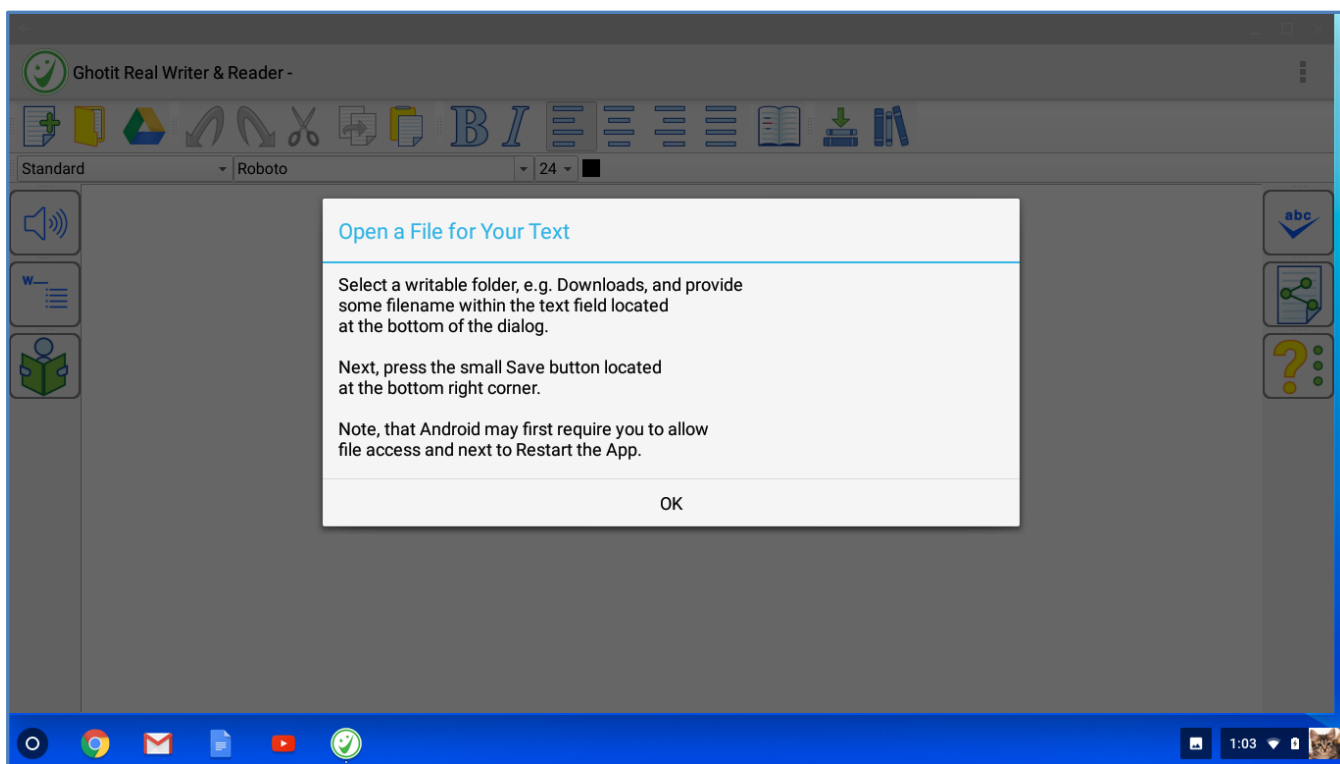 Ghotit Real Writer & Reader -
B I
Standard Roboto 24
abc
W
Open a File for Your Text
Select a writable folder, e.g. Downloads, and provide
some filename within the text field located
at the bottom of the dialog.
Next, press the small Save button located
at the bottom right corner.
Note, that Android may first require you to allow
file access and next to Restart the App.
OK
1:03